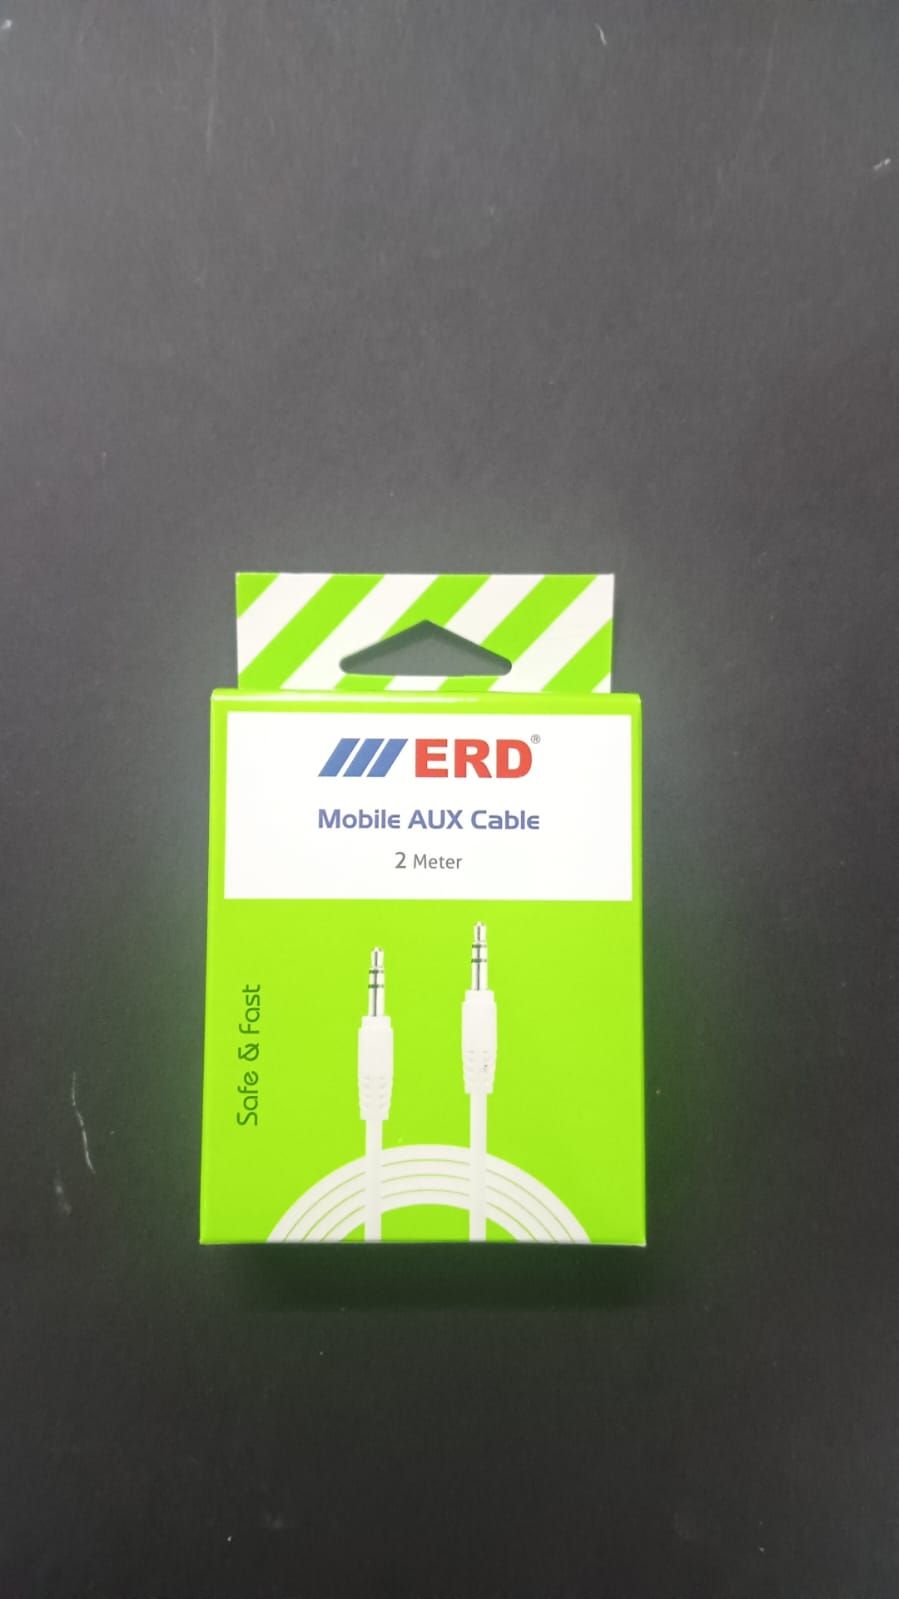 ERD®
Mobile AUX Cable
2 Meter
Safe & Fast